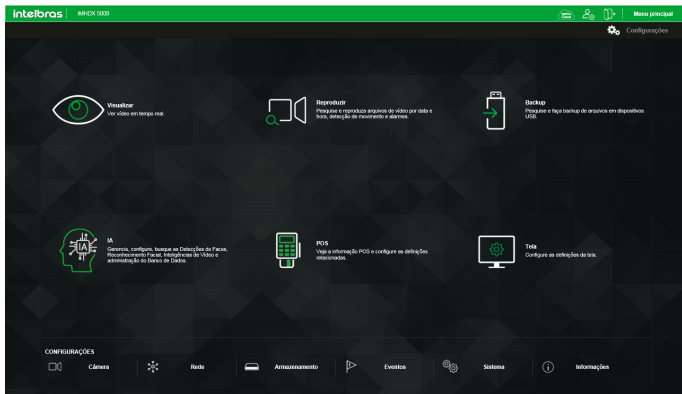 intelbras iMHDX 5008 Menu principal
Configurações
Visualizar
Ver vídeo em tempo real.
Reproduzir
Pesquise e reproduza arquivos de vídeo por data e
hora, detecção de movimento e alarmes.
Backup
Pesquise e faça backup de arquivos em dispositivos
USB.
IA
IA
Gerencie, configure, busque as Detecções de Faces,
Reconhecimento Facial, Inteligências de Vídeo e
administração do Banco de Dados.
POS
Veja a informação POS e configure as definições
relacionadas.
Tela
Configure as definições da tela.
CONFIGURAÇÕES
Câmera Rede Armazenamento Eventos Sistema Informações